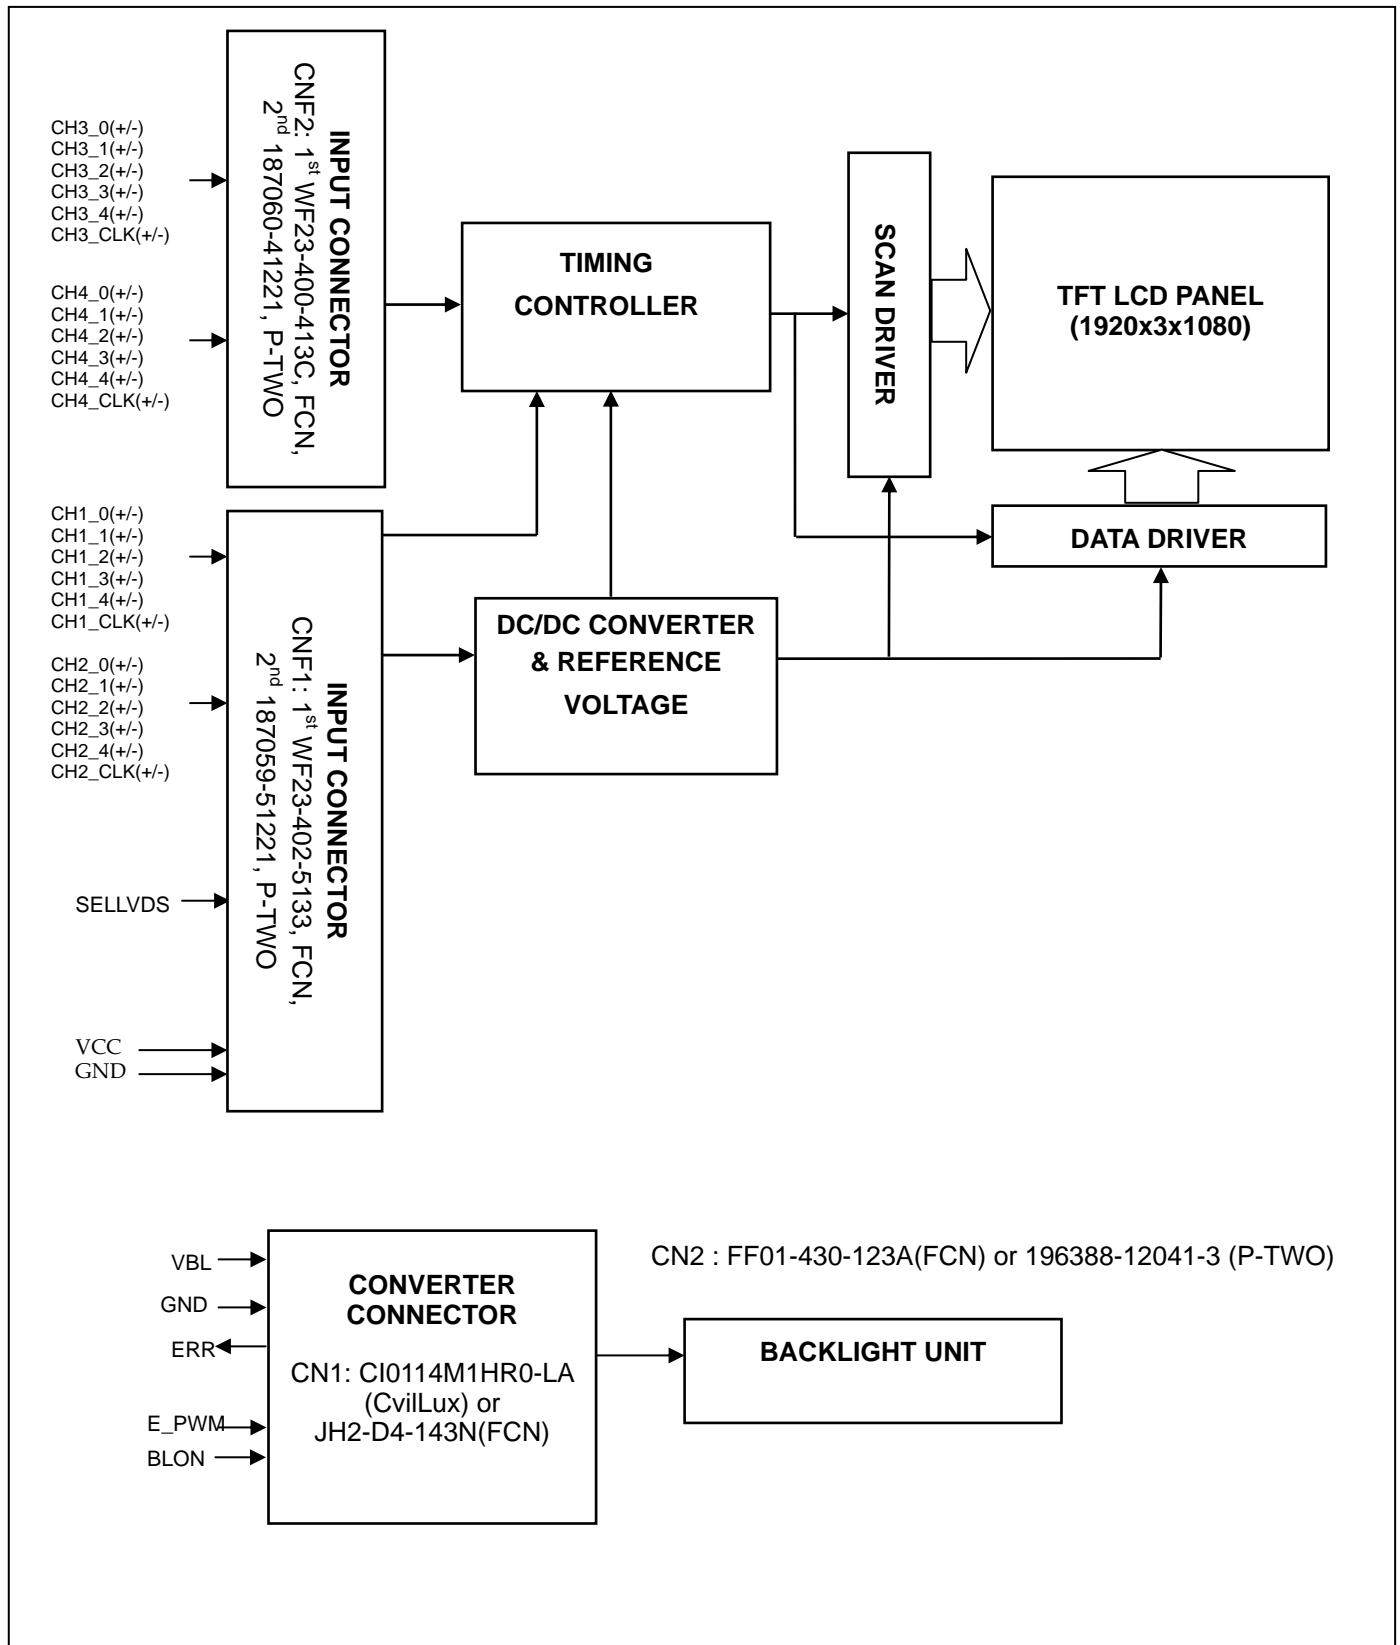 CH3_0(+/-)
CH3_1(+/-)
CH3_2(+/-)
CH3_3(+/-)
CH3_4(+/-)
CH3_CLK(+/-)
CH4_0(+/-)
CH4_1(+/-)
CH4_2(+/-)
CH4_3(+/-)
CH4_4(+/-)
CH4_CLK(+/-)
INPUT CONNECTOR
CNF2: 1st WF23-400-413C, FCN,
2nd 187060-41221, P-TWO
TIMING
CONTROLLER
SCAN DRIVER
TFT LCD PANEL
(1920x3x1080)
DATA DRIVER
CH1_0(+/-)
CH1_1(+/-)
CH1_2(+/-)
CH1_3(+/-)
CH1_4(+/-)
CH1_CLK(+/-)
CH2_0(+/-)
CH2_1(+/-)
CH2_2(+/-)
CH2_3(+/-)
CH2_4(+/-)
CH2_CLK(+/-)
SELLVDS
VCC
GND
INPUT CONNECTOR
CNF1: 1st WF23-402-5133, FCN,
2nd 187059-51221, P-TWO
DC/DC CONVERTER
& REFERENCE
VOLTAGE
VBL
GND
ERR
E_PWM
BLON
CONVERTER
CONNECTOR
CN1: CI0114M1HR0-LA
(CvilLux) or
JH2-D4-143N(FCN)
CN2 : FF01-430-123A(FCN) or 196388-12041-3 (P-TWO)
BACKLIGHT UNIT